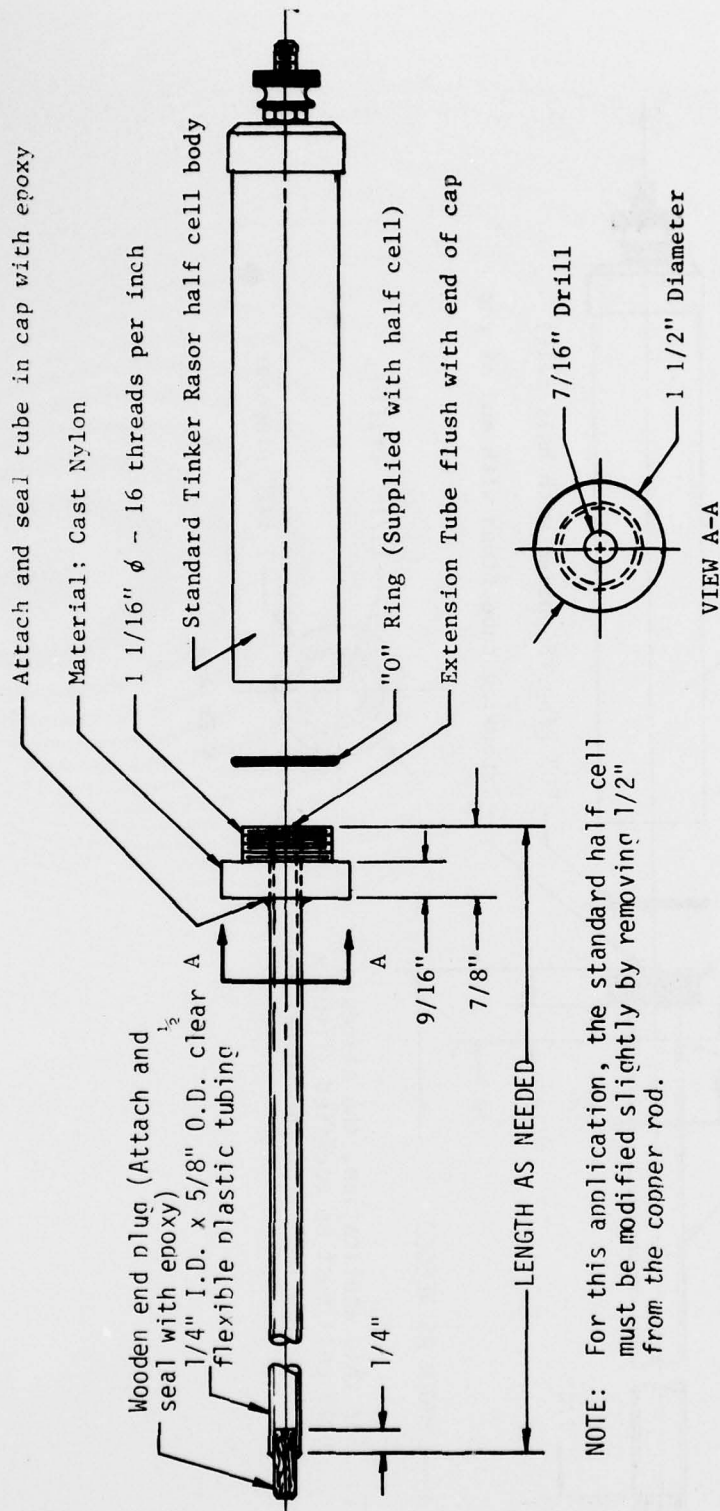 Attach and seal tube in cap with epoxy
Material: Cast Nylon
1 1/16" ϕ - 16 threads per inch
Standard Tinker Rasor half cell body
"O" Ring (Supplied with half cell)
Extension Tube flush with end of cap
Wooden end plug (Attach and
seal with epoxy)
1/2
1/4" I.D. x 5/8" O.D. clear
flexible plastic tubing
A
A
9/16"
7/8"
1/4"
LENGTH AS NEEDED
7/16" Drill
1 1/2" Diameter
VIEW A-A
NOTE: For this application, the standard half cell
must be modified slightly by removing 1/2"
from the copper rod.